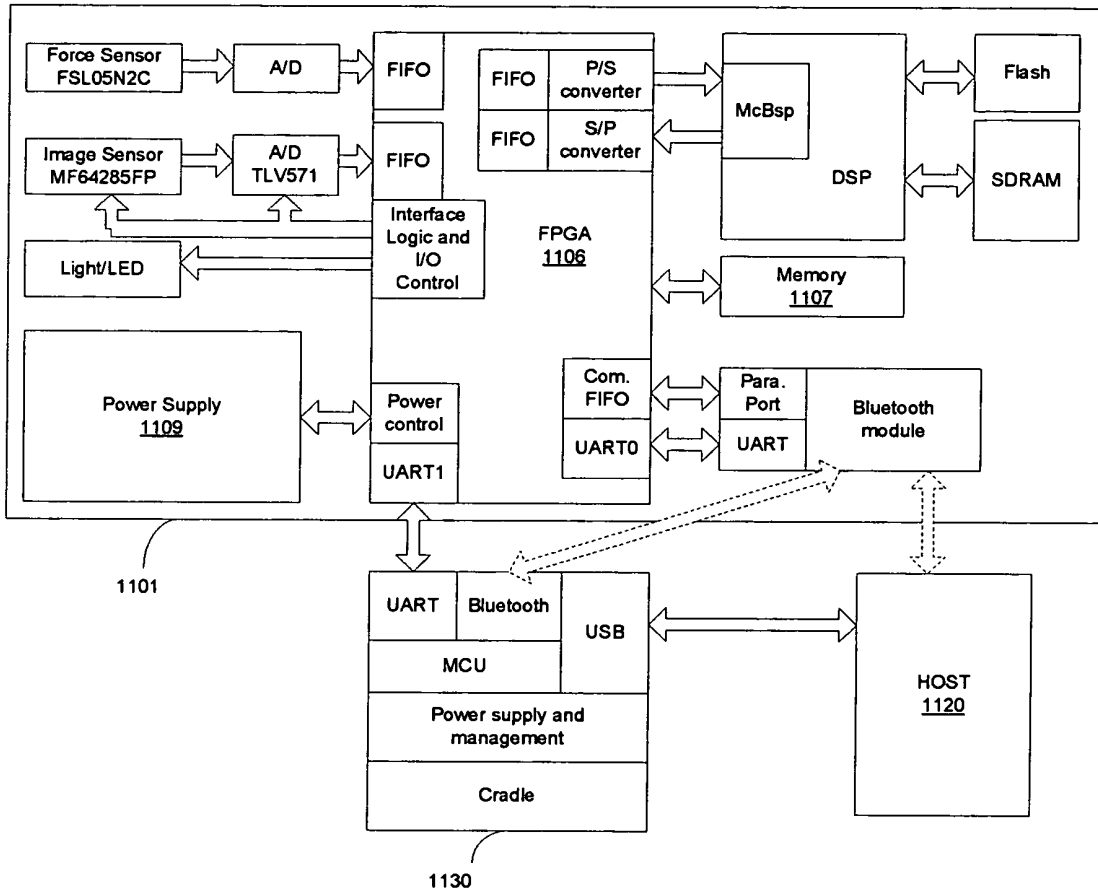 Force Sensor
FSL05N2C
A/D
FIFO
Image Sensor
MF64285FP
A/D
TLV571
FIFO
Interface
Logic and
I/O
Control
Light/LED
FIFO
P/S
converter
FIFO
S/P
converter
FPGA
1106
McBsp
DSP
Flash
SDRAM
Memory
1107
Power Supply
1109
Power
control
UART1
Com.
FIFO
UART0
Para.
Port
UART
Bluetooth
module
1101
UART
Bluetooth
USB
MCU
Power supply and
management
Cradle
HOST
1120
1130